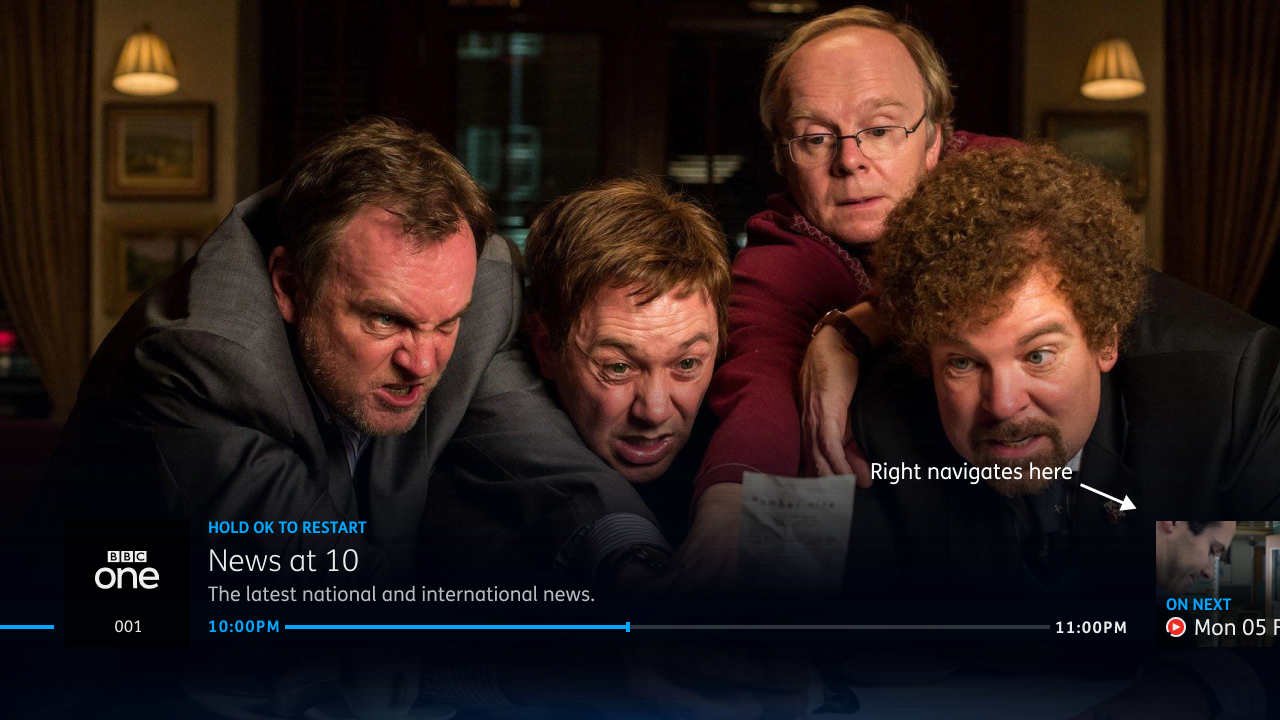 Right navigates here
HOLD OK TO RESTART
BBC
one
News at 10
The latest national and international news.
001
10:00PM
11:00PM
ON NEXT
Mon 05 F